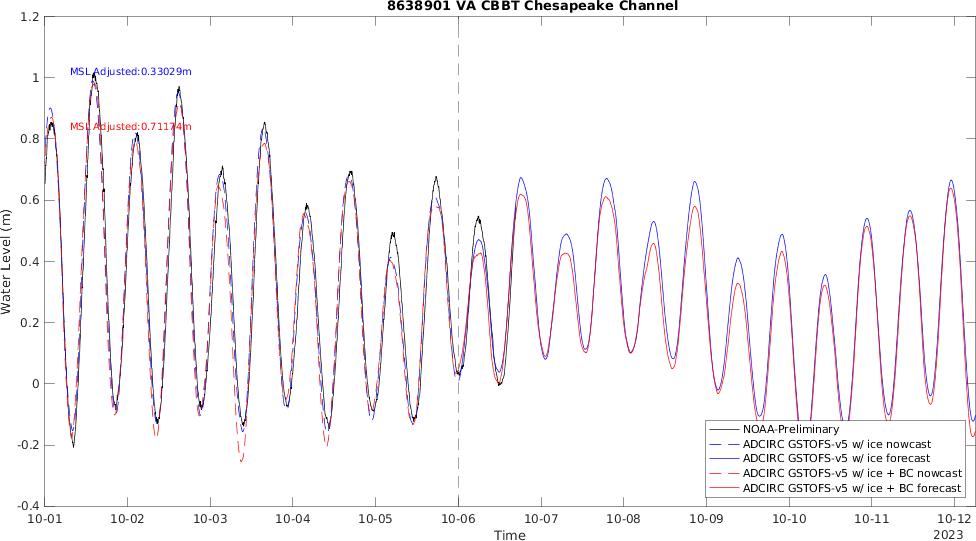 8638901 VA CBBT Chesapeake Channel
1.2
1
0.8
0.6
0.4
0.2
0
-0.2
-0.4
Water Level (m)
MSL Adjusted:0.33029m
MSL Adjusted:0.71174m
NOAA-Preliminary
ADCIRC GSTOFS-v5 w/ ice nowcast
ADCIRC GSTOFS-v5 w/ ice forecast
ADCIRC GSTOFS-v5 w/ ice + BC nowcast
ADCIRC GSTOFS-v5 w/ ice + BC forecast
10-01 10-02 10-03 10-04 10-05 10-06 10-07 10-08 10-09 10-10 10-11 10-12
Time
2023